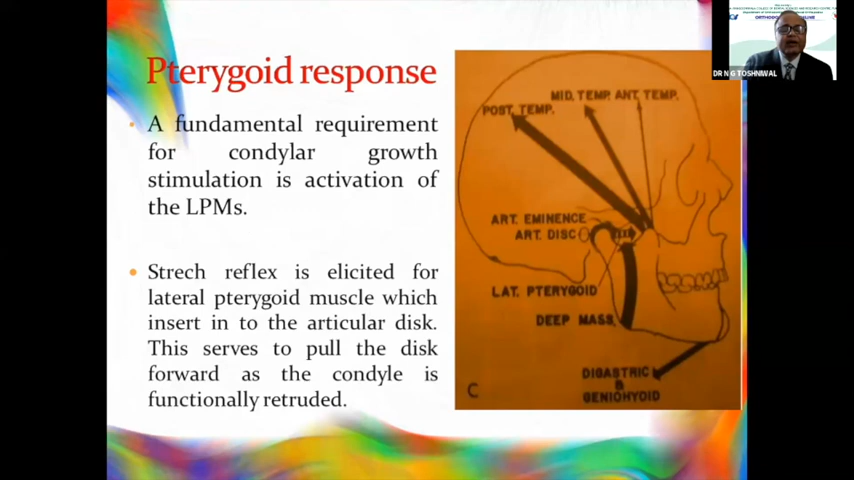 Pterygoid response
A fundamental requirement
for condylar growth
stimulation is activation of
the LPMs.
Strech reflex is elicited for
lateral pterygoid muscle which
insert in to the articular disk.
This serves to pull the disk
forward as the condyle is
functionally retruded.
POST. TEMP. MID. TEMP. ANT. TEMP.
ART. EMINENCE
ART. DISC
LAT. PTERYGOID
DEEP MASS.
DIGASTRIC
&
GENIOHYOID
C
DR N G TOSHNIWAL